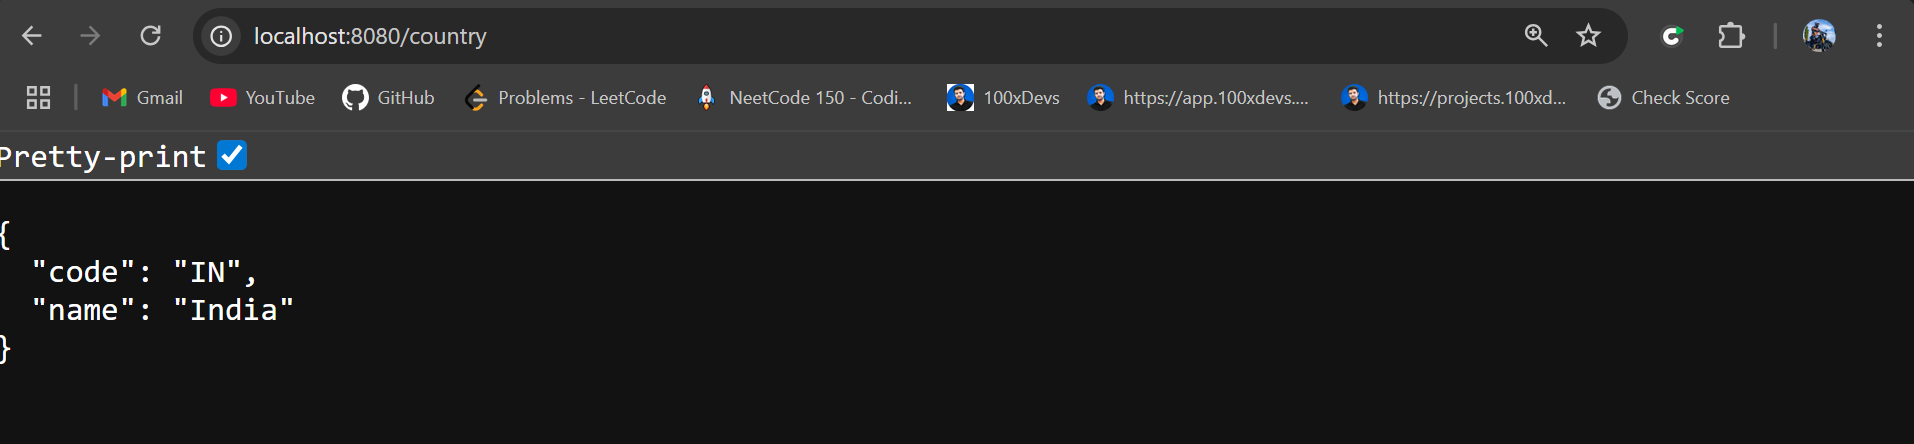 localhost:8080/country
Gmail YouTube GitHub Problems - LeetCode NeetCode 150 - Codi... 100xDevs https://app.100xdevs.... https://projects.100xd... Check Score
Pretty-print
{
"code": "IN",
"name": "India"
}